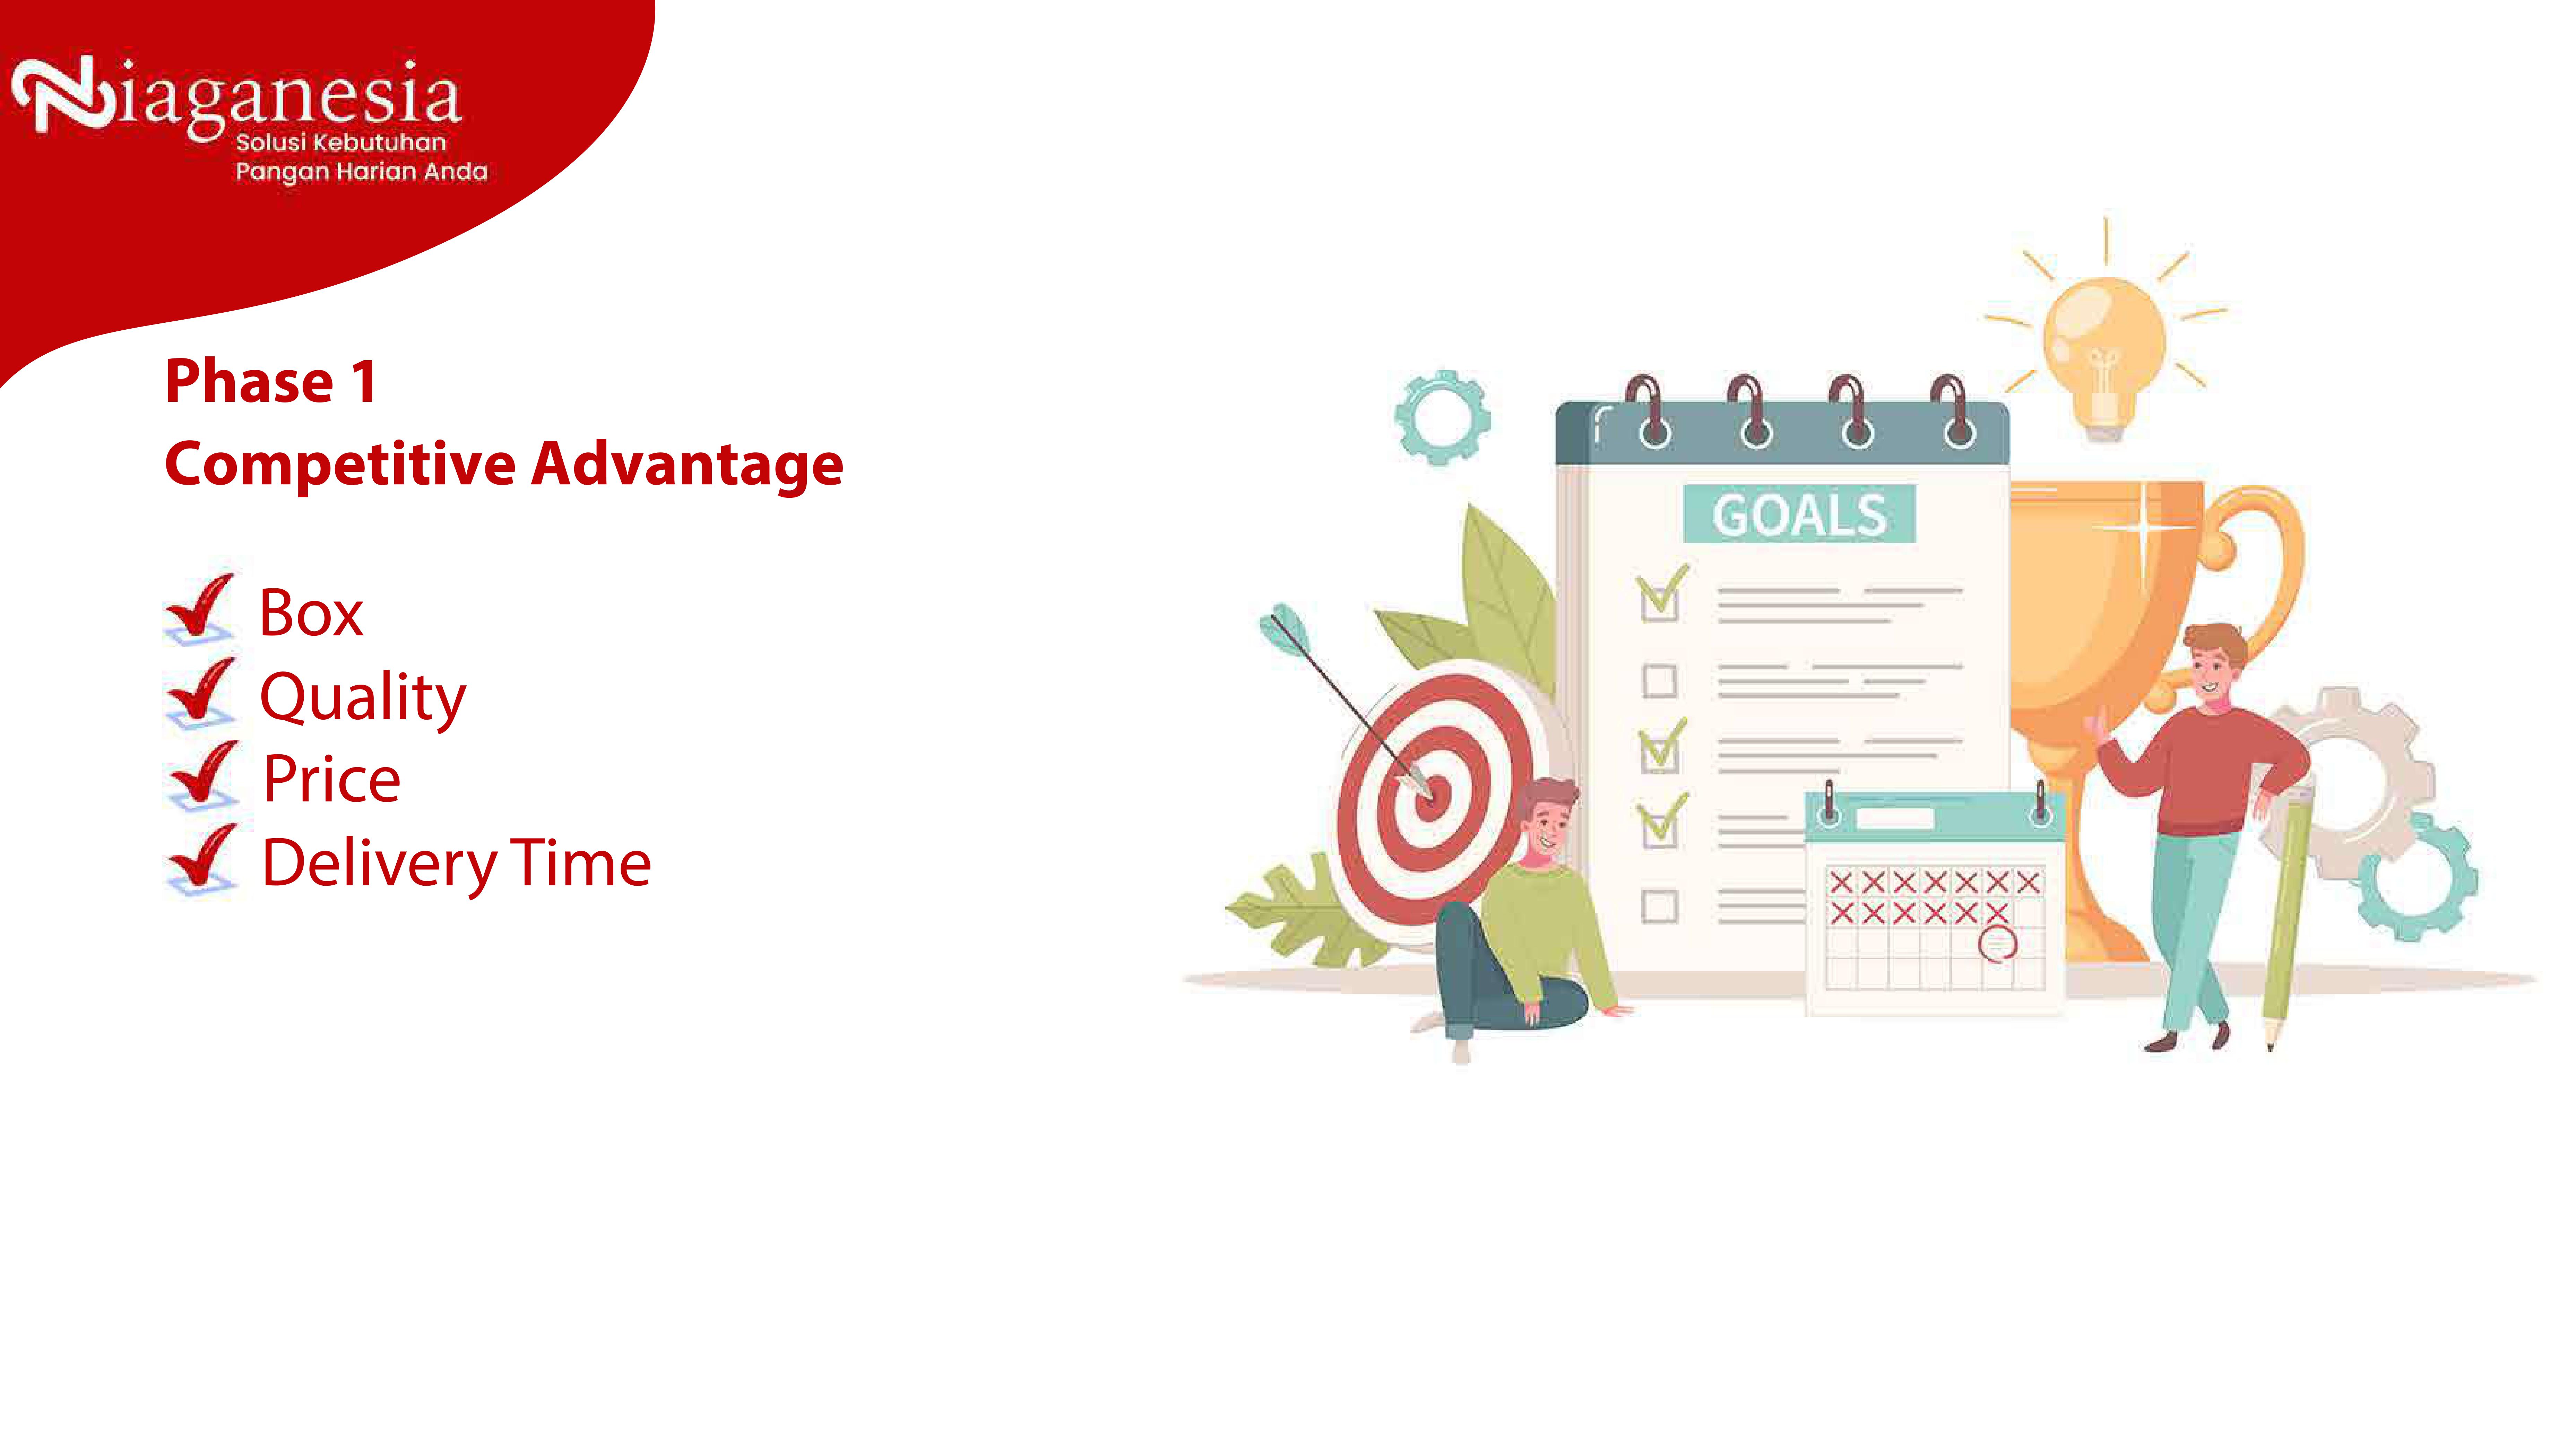 Niaganesia
Solusi Kebutuhan
Pangan Harian Anda
Phase 1
Competitive Advantage
Box
Quality
Price
Delivery Time
GOALS